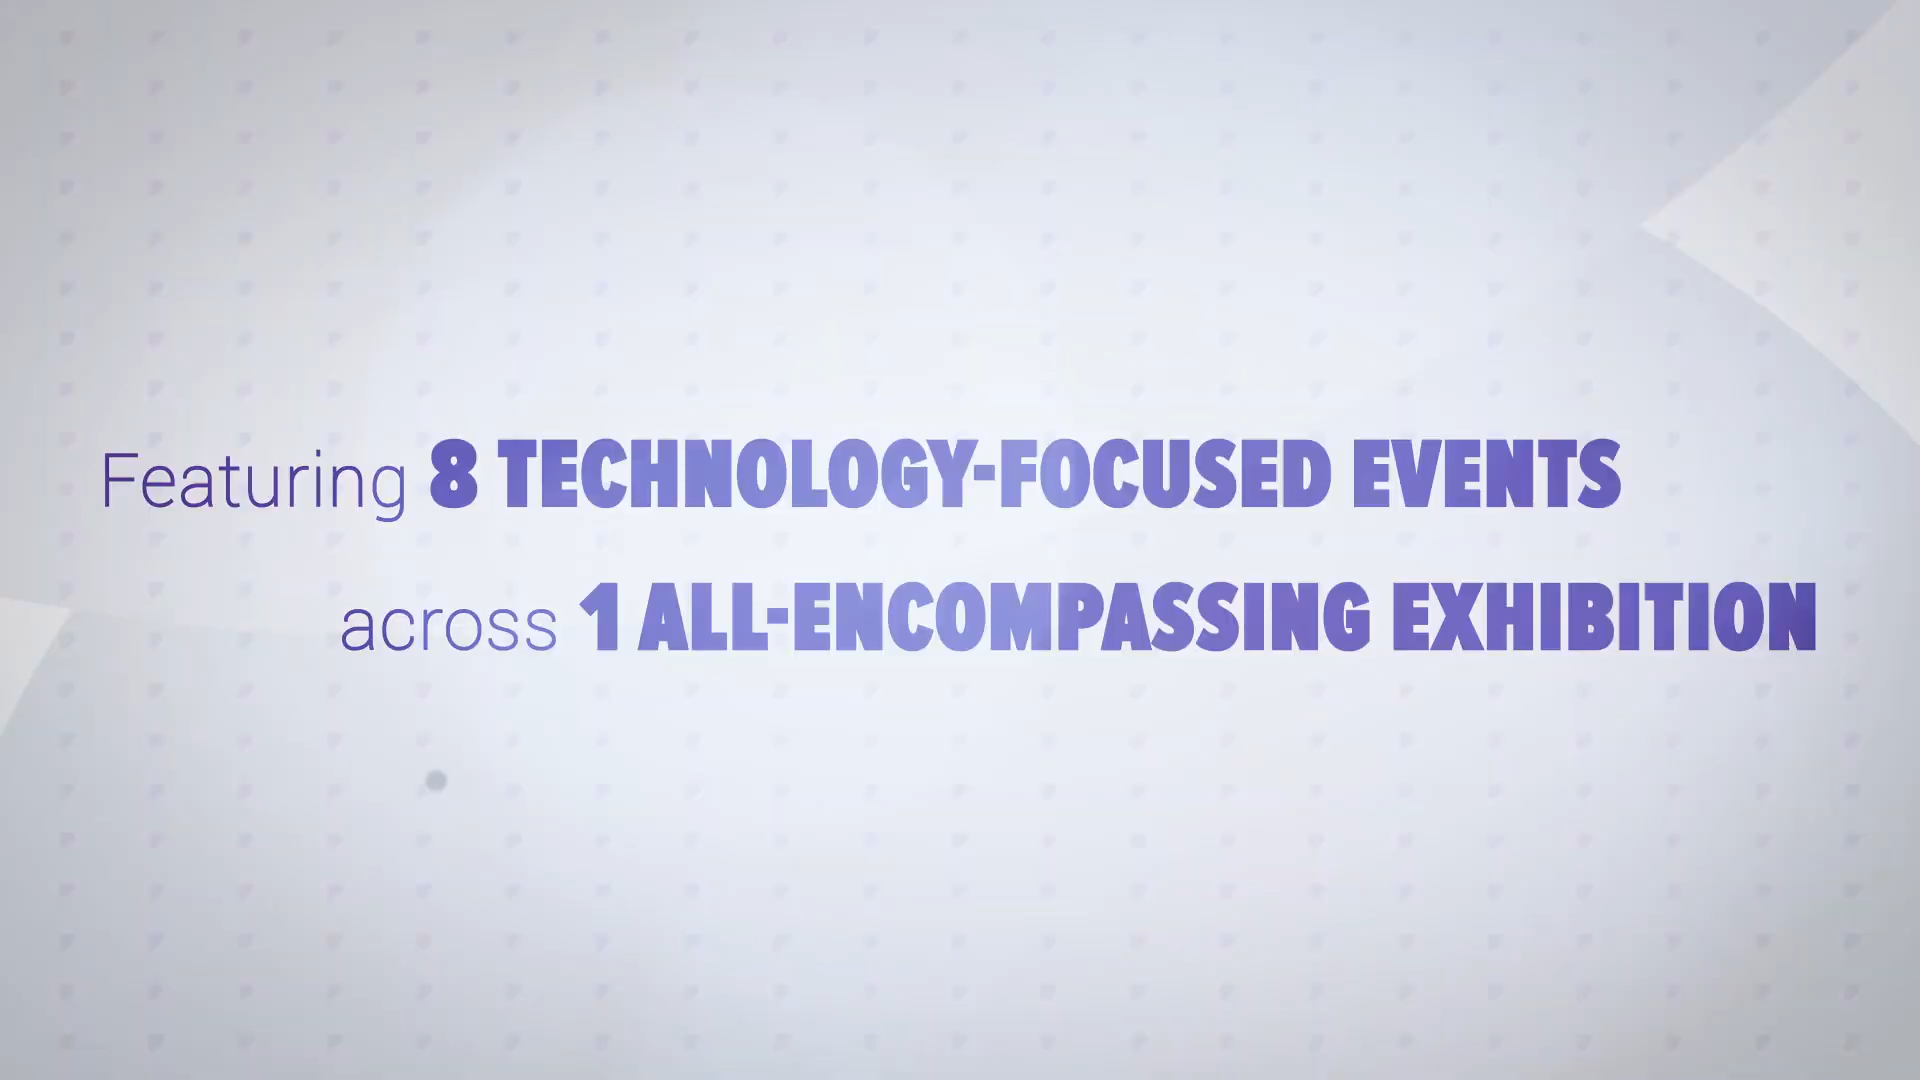 Featuring 8 TECHNOLOGY-FOCUSED EVENTS
across 1 ALL-ENCOMPASSING EXHIBITION